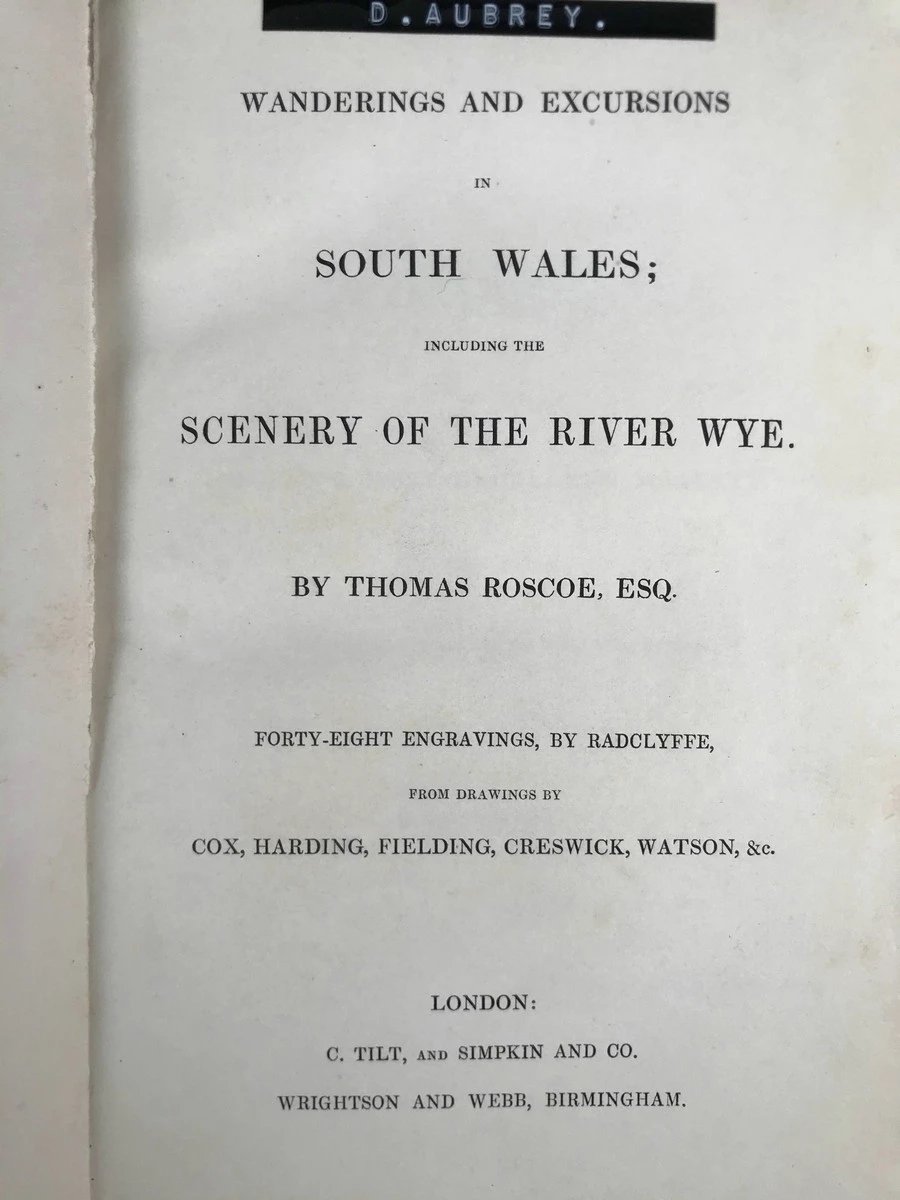 D. AUBREY.
WANDERINGS AND EXCURSIONS
IN
SOUTH WALES;
INCLUDING THE
SCENERY OF THE RIVER WYE.
BY THOMAS ROSCOE, ESQ.
FORTY-EIGHT ENGRAVINGS, BY RADCLYFFE,
FROM DRAWINGS BY
COX, HARDING, FIELDING, CRESWICK, WATSON, &c.
LONDON:
C. TILT, AND SIMPKIN AND CO.
WRIGHTSON AND WEBB, BIRMINGHAM.